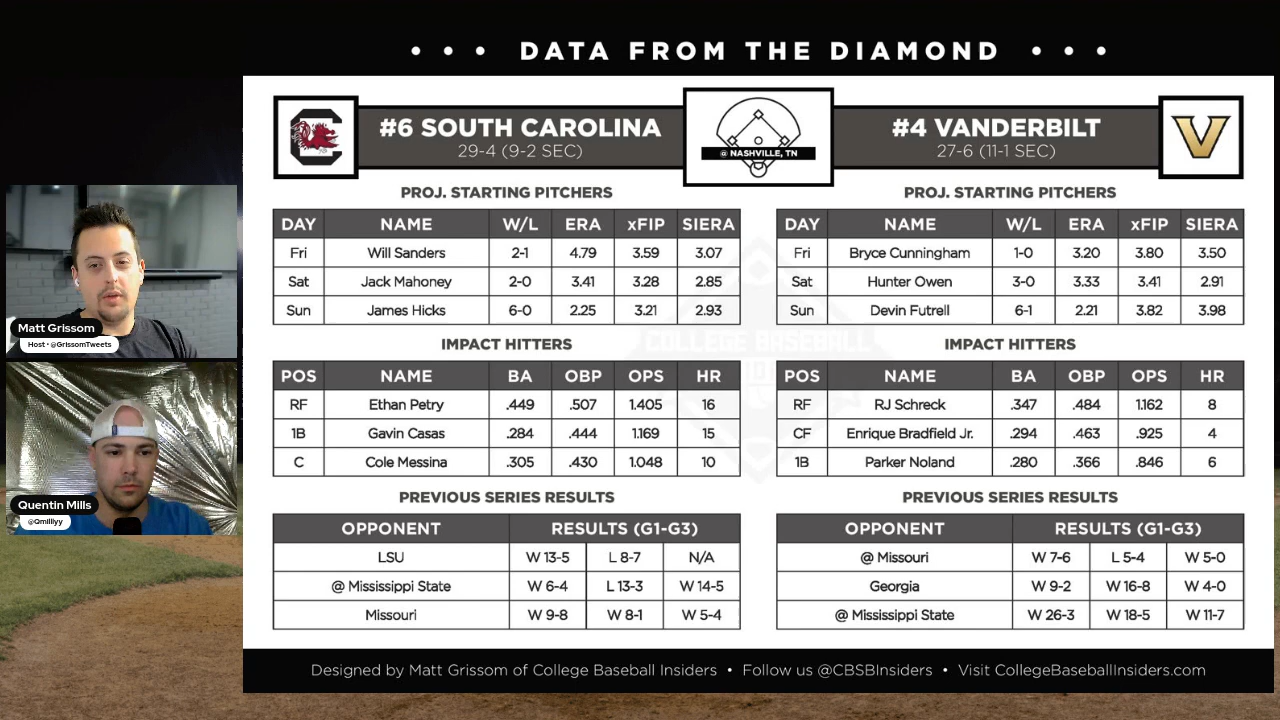 • • • DATA FROM THE DIAMOND • • •
#6 SOUTH CAROLINA
29-4 (9-2 SEC)
@ NASHVILLE, TN
#4 VANDERBILT
27-6 (11-1 SEC)
V
PROJ. STARTING PITCHERS
DAY NAME W/L ERA xFIP SIERA
Fri Will Sanders 2-1 4.79 3.59 3.07
Sat Jack Mahoney 2-0 3.41 3.28 2.85
Sun James Hicks 6-0 2.25 3.21 2.93
IMPACT HITTERS
POS NAME BA OBP OPS HR
RF Ethan Petry .449 .507 1.405 16
1B Gavin Casas .284 .444 1.169 15
C Cole Messina .305 .430 1.048 10
PREVIOUS SERIES RESULTS
OPPONENT RESULTS (G1-G3)
LSU W 13-5 L 8-7 N/A
@ Mississippi State W 6-4 L 13-3 W 14-5
Missouri W 9-8 W 8-1 W 5-4
PROJ. STARTING PITCHERS
DAY NAME W/L ERA xFIP SIERA
Fri Bryce Cunningham 1-0 3.20 3.80 3.50
Sat Hunter Owen 3-0 3.33 3.41 2.91
Sun Devin Futrell 6-1 2.21 3.82 3.98
IMPACT HITTERS
POS NAME BA OBP OPS HR
RF RJ Schreck .347 .484 1.162 8
CF Enrique Bradfield Jr. .294 .463 .925 4
1B Parker Noland .280 .366 .846 6
PREVIOUS SERIES RESULTS
OPPONENT RESULTS (G1-G3)
@ Missouri W 7-6 L 5-4 W 5-0
Georgia W 9-2 W 16-8 W 4-0
@ Mississippi State W 26-3 W 18-5 W 11-7
COLLEGE BASEBALL
Matt Grissom
Host • @GrissomTweets
Quentin Mills
@Qmillyy
Designed by Matt Grissom of College Baseball Insiders • Follow us @CBSBInsiders • Visit CollegeBaseballInsiders.com